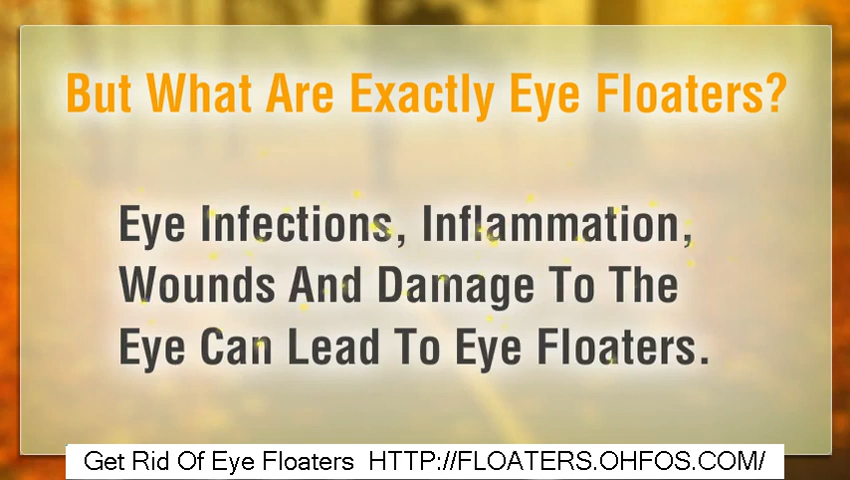 But What Are Exactly Eye Floaters?
Eye Infections, Inflammation,
Wounds And Damage To The
Eye Can Lead To Eye Floaters.
Get Rid Of Eye Floaters HTTP://FLOATERS.OHFOS.COM/